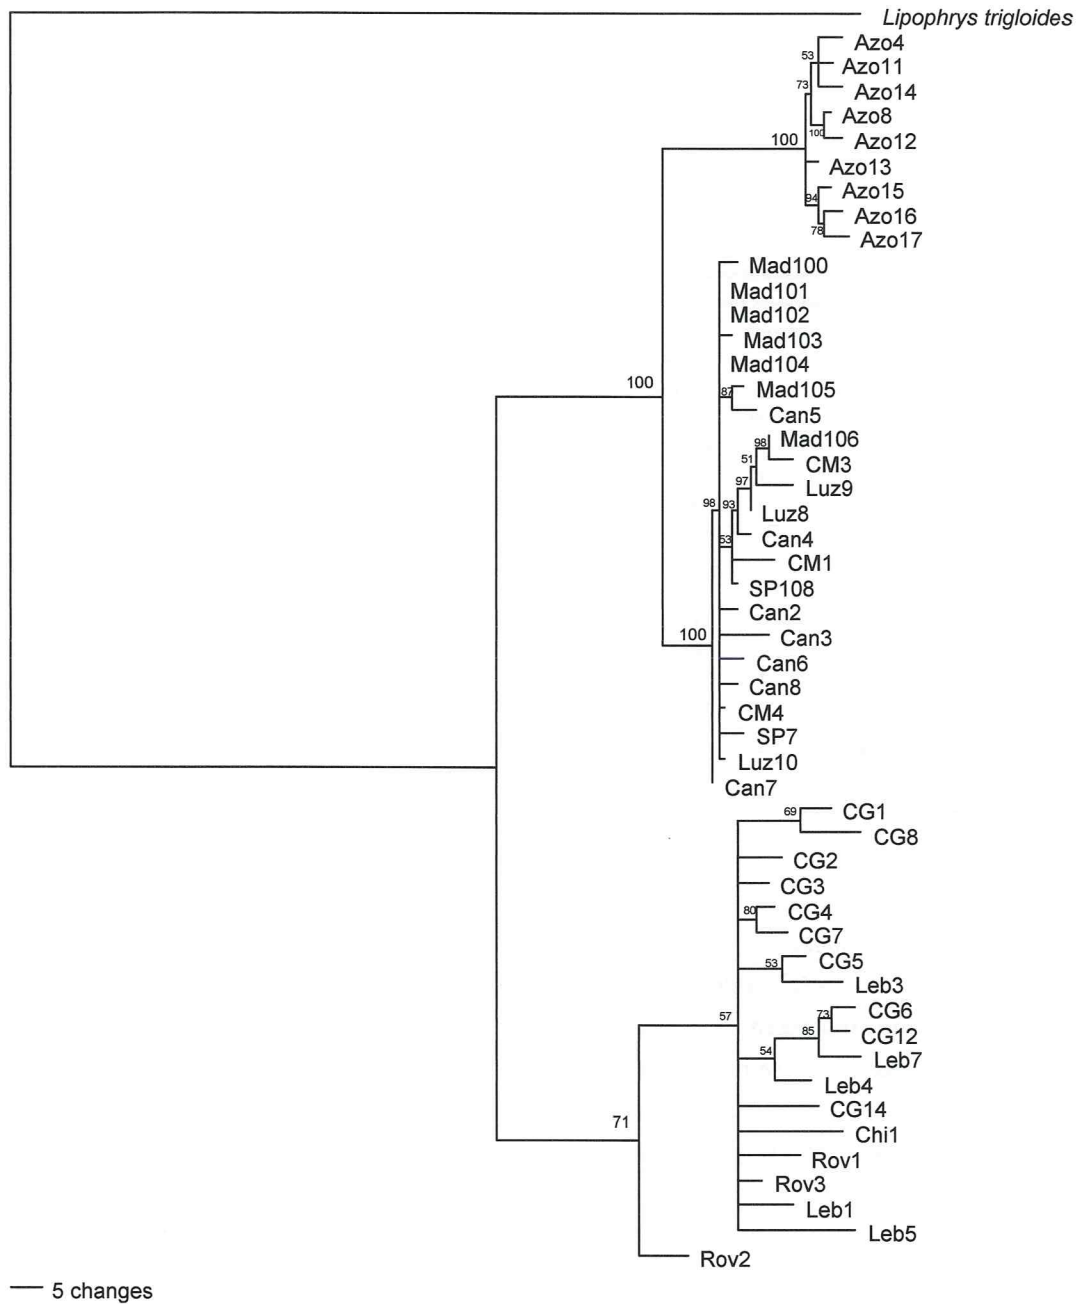 Lipophrys trigloides
Azo4
53
Azo11
73
Azo14
Azo8
100
Azo12
100
Azo13
Azo15
94
Azo16
78
Azo17
Mad100
Mad101
Mad102
Mad103
Mad104
100
Mad105
87
Can5
Mad106
98
CM3
51
97
Luz9
98
93
Luz8
Can4
53
CM1
SP108
Can2
100
Can3
Can6
Can8
CM4
SP7
Luz10
Can7
69
CG1
CG8
CG2
CG3
80
CG4
CG7
53
CG5
Leb3
57
73
CG6
85
CG12
54
Leb7
Leb4
CG14
71
Chi1
Rov1
Rov3
Leb1
Leb5
Rov2
5 changes